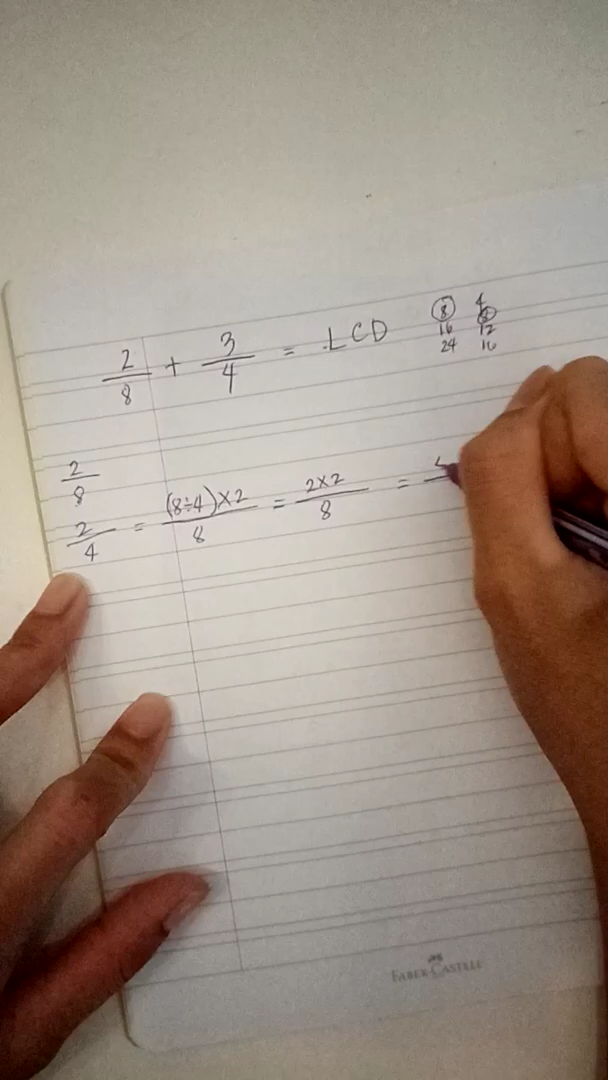 2/8 + 3/4 = LCD
8 4
16 8
24 12
16
2/8
2/4 = (8÷4)×2/8 = 2×2/8 = 4
FABER-CASTELL